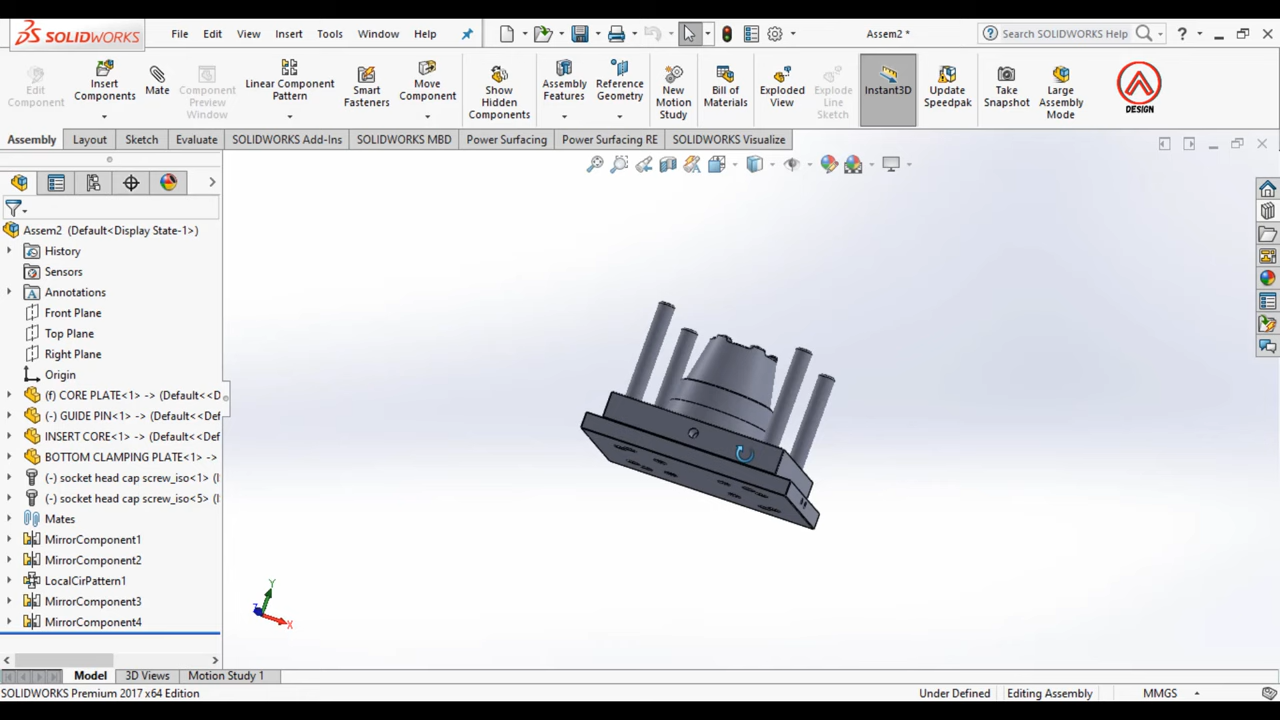 SOLIDWORKS
File Edit View Insert Tools Window Help
Assem2 *
Search SOLIDWORKS Help
?
Edit Component
Insert Components
Mate
Component Preview Window
Linear Component Pattern
Smart Fasteners
Move Component
Show Hidden Components
Assembly Features
Reference Geometry
New Motion Study
Bill of Materials
Exploded View
Explode Line Sketch
Instant3D
Update Speedpak
Take Snapshot
Large Assembly Mode
DESIGN
Assembly Layout Sketch Evaluate SOLIDWORKS Add-Ins SOLIDWORKS MBD Power Surfacing Power Surfacing RE SOLIDWORKS Visualize
Assem2 (Default<Display State-1>)
History
Sensors
Annotations
Front Plane
Top Plane
Right Plane
Origin
(f) CORE PLATE<1> -> (Default<<D
(-) GUIDE PIN<1> -> (Default<<Def
INSERT CORE<1> -> (Default<<Def
BOTTOM CLAMPING PLATE<1> ->
(-) socket head cap screw_iso<1> (I
(-) socket head cap screw_iso<5> (I
Mates
MirrorComponent1
MirrorComponent2
LocalCirPattern1
MirrorComponent3
MirrorComponent4
Y
Z
X
Model 3D Views Motion Study 1
SOLIDWORKS Premium 2017 x64 Edition
Under Defined Editing Assembly MMGS